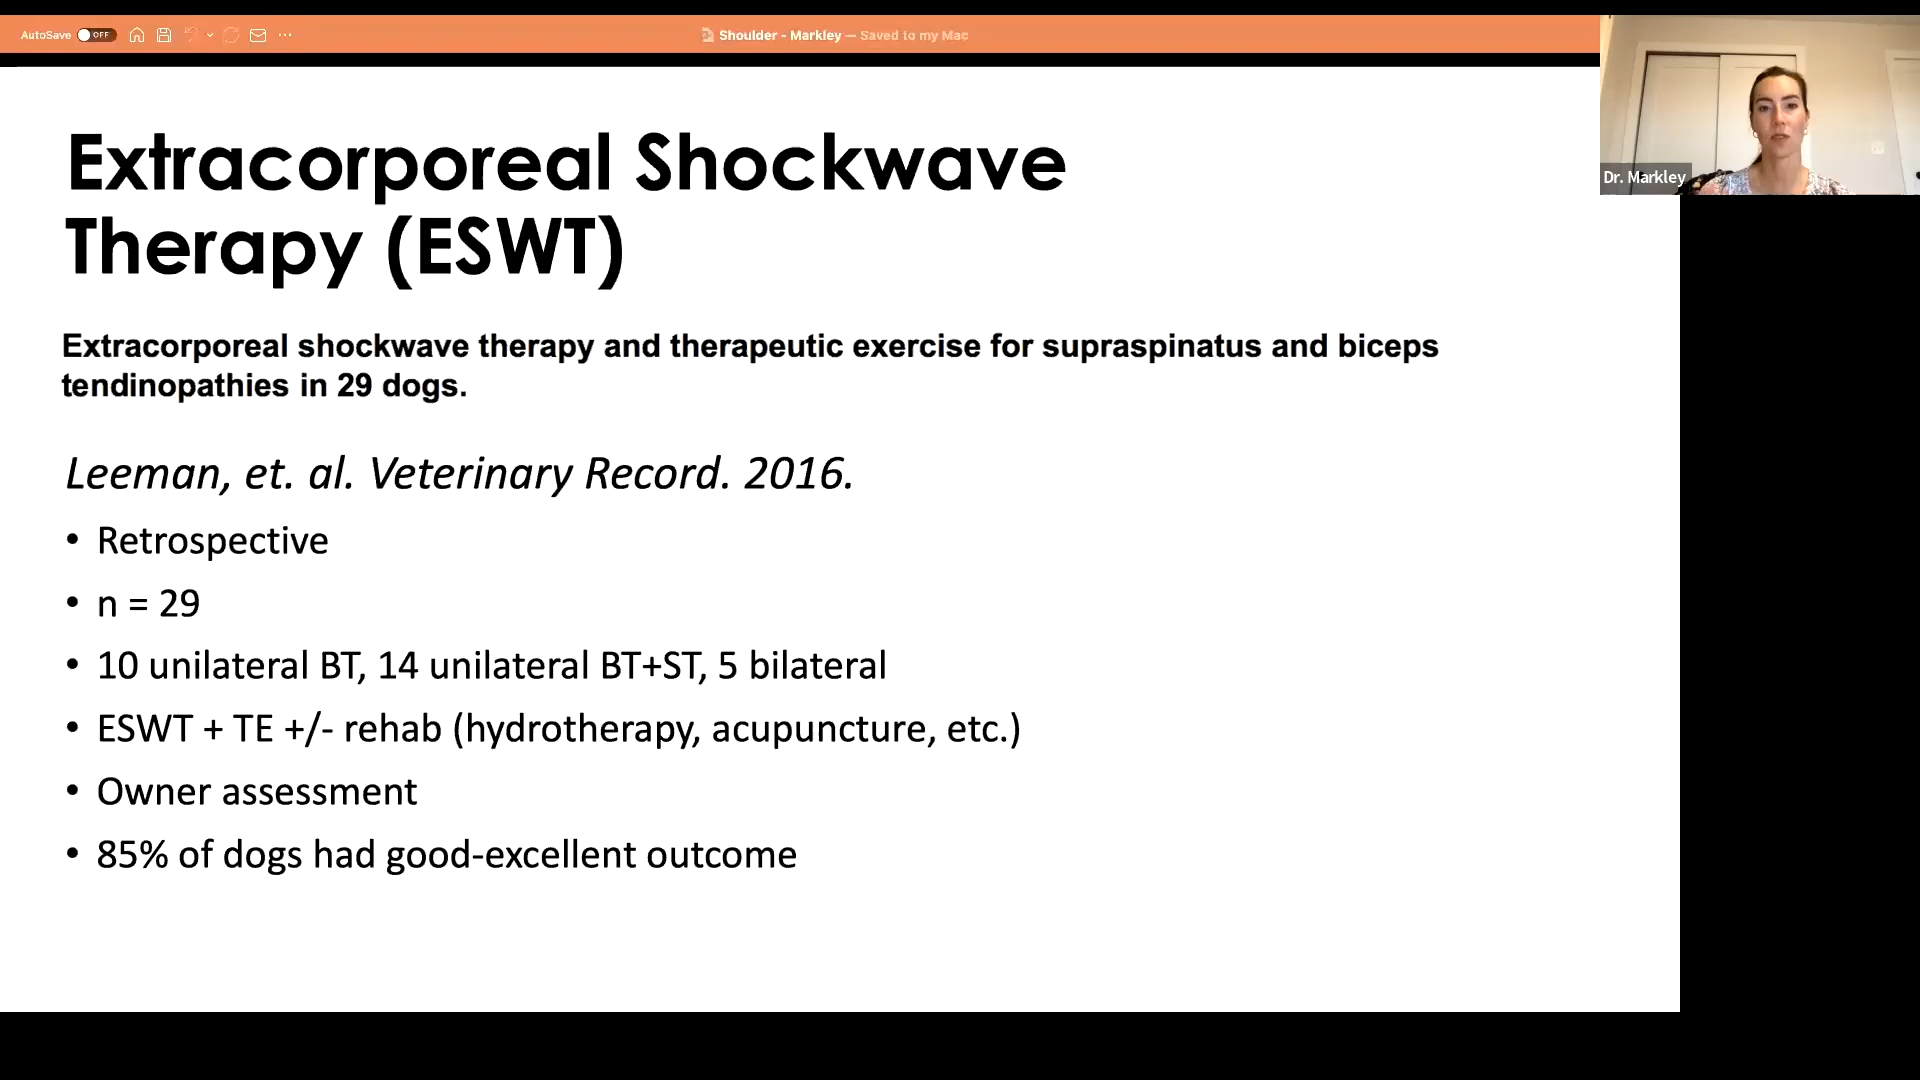 AutoSave OFF
Shoulder - Markley — Saved to my Mac
Dr. Markley
Extracorporeal Shockwave
Therapy (ESWT)
Extracorporeal shockwave therapy and therapeutic exercise for supraspinatus and biceps
tendinopathies in 29 dogs.
Leeman, et. al. Veterinary Record. 2016.
• Retrospective
• n = 29
• 10 unilateral BT, 14 unilateral BT+ST, 5 bilateral
• ESWT + TE +/- rehab (hydrotherapy, acupuncture, etc.)
• Owner assessment
• 85% of dogs had good-excellent outcome